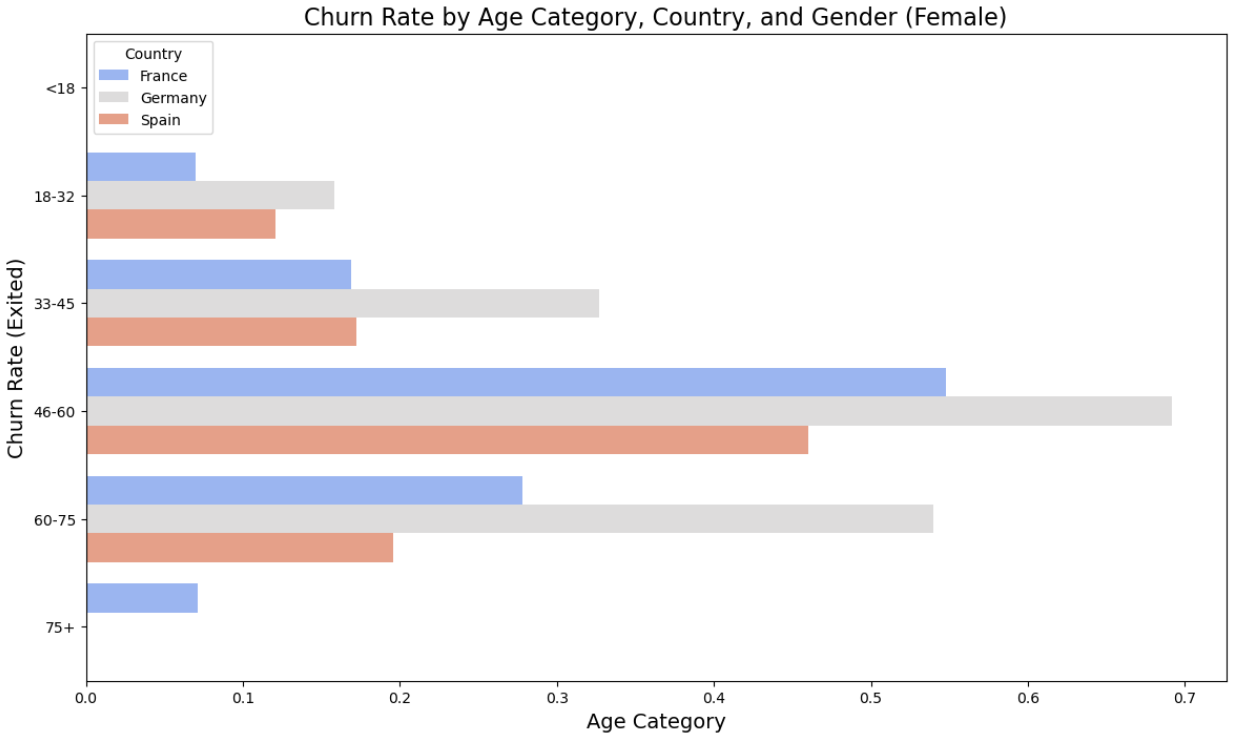 Churn Rate by Age Category, Country, and Gender (Female)
Country
France
Germany
Spain
Churn Rate (Exited)
<18
18-32
33-45
46-60
60-75
75+
0.0 0.1 0.2 0.3 0.4 0.5 0.6 0.7
Age Category